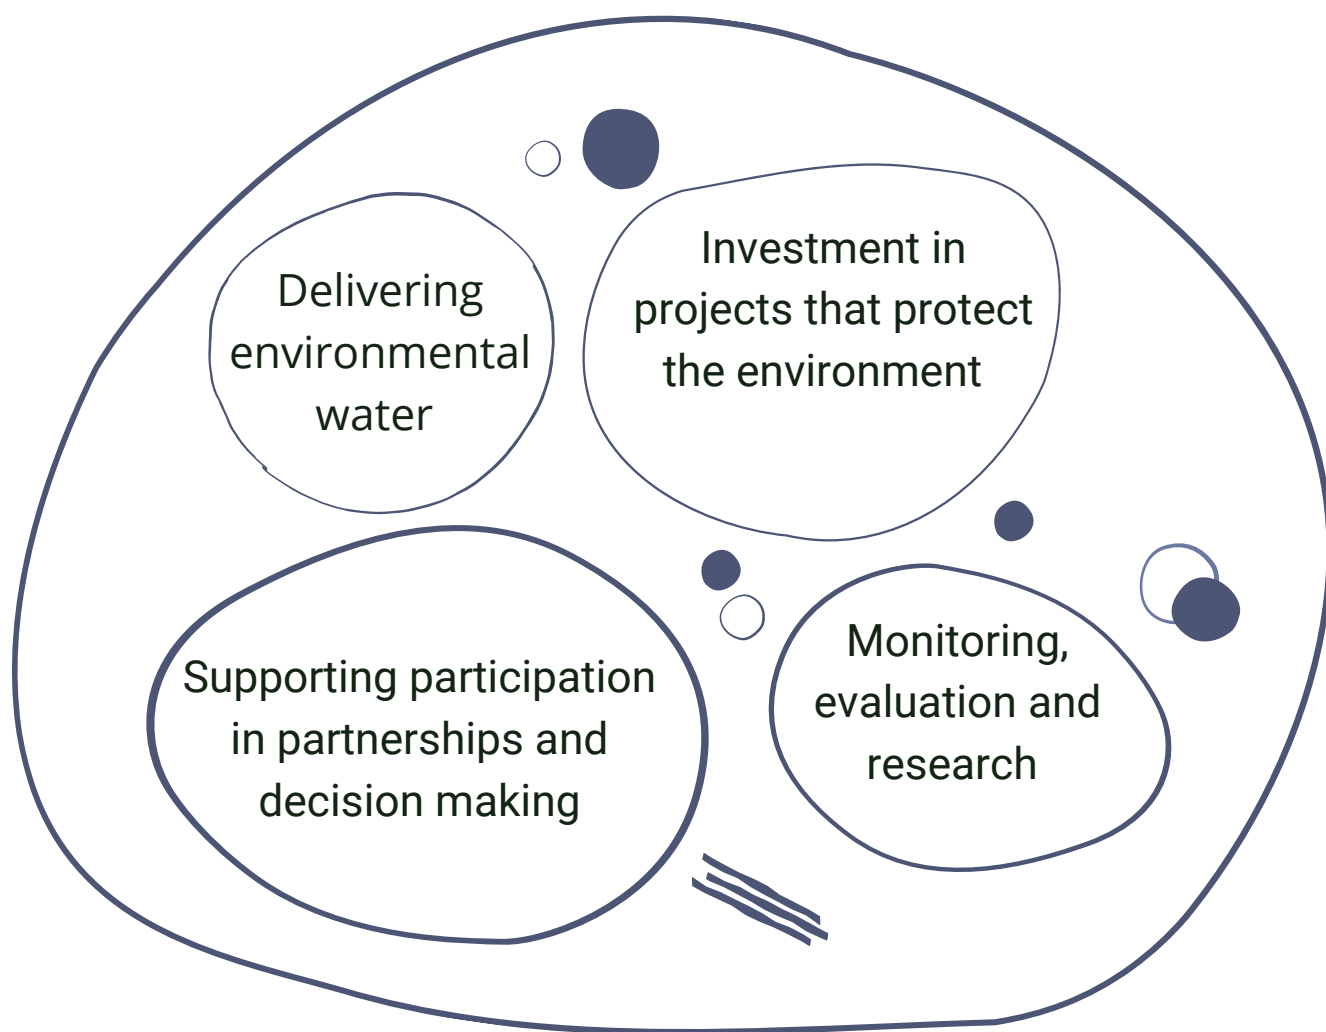 Delivering
environmental
water
Investment in
projects that protect
the environment
Supporting participation
in partnerships and
decision making
Monitoring,
evaluation and
research